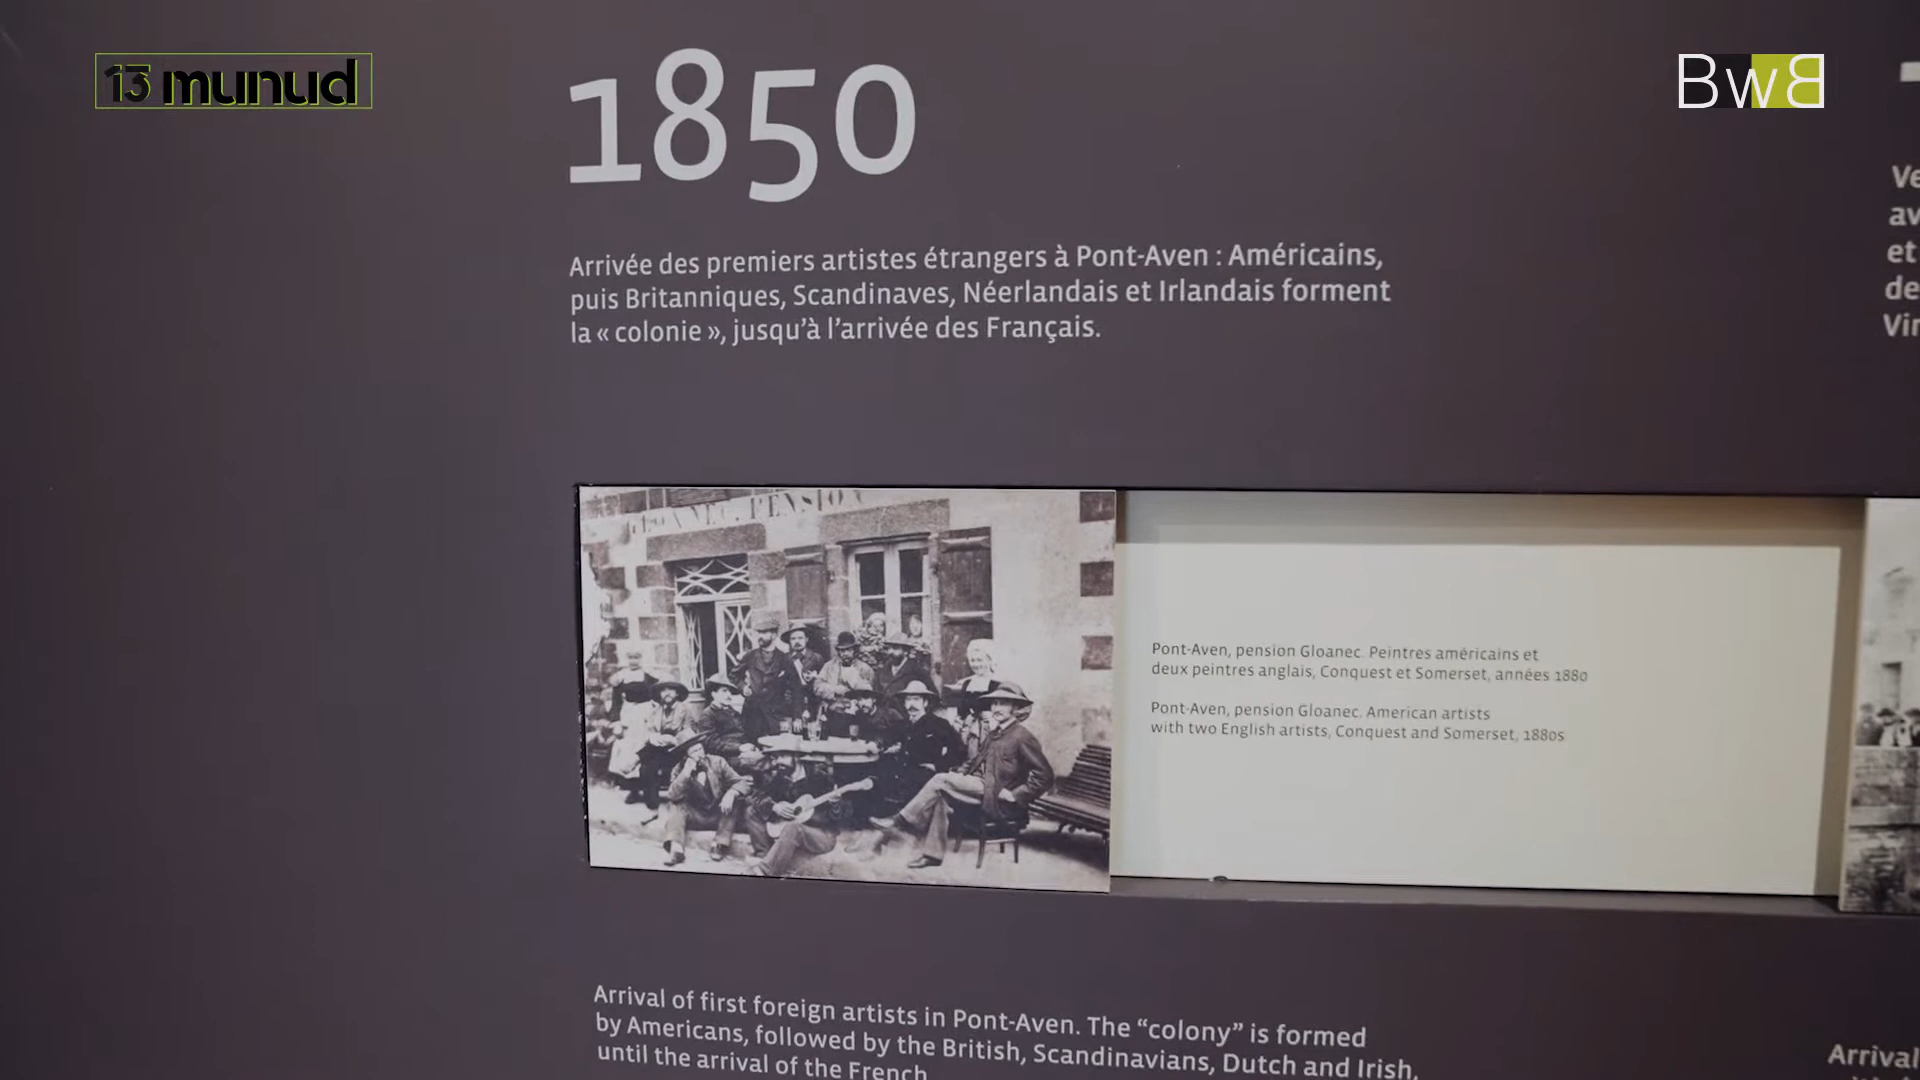 13 munud
BwB
1850
Arrivée des premiers artistes étrangers à Pont-Aven : Américains,
puis Britanniques, Scandinaves, Néerlandais et Irlandais forment
la « colonie », jusqu’à l’arrivée des Français.
GLOANEC. PENSION
Pont-Aven, pension Gloanec. Peintres américains et
deux peintres anglais, Conquest et Somerset, années 1880
Pont-Aven, pension Gloanec. American artists
with two English artists, Conquest and Somerset, 1880s
Arrival of first foreign artists in Pont-Aven. The “colony” is formed
by Americans, followed by the British, Scandinavians, Dutch and Irish,
until the arrival of the French
et
Arrival